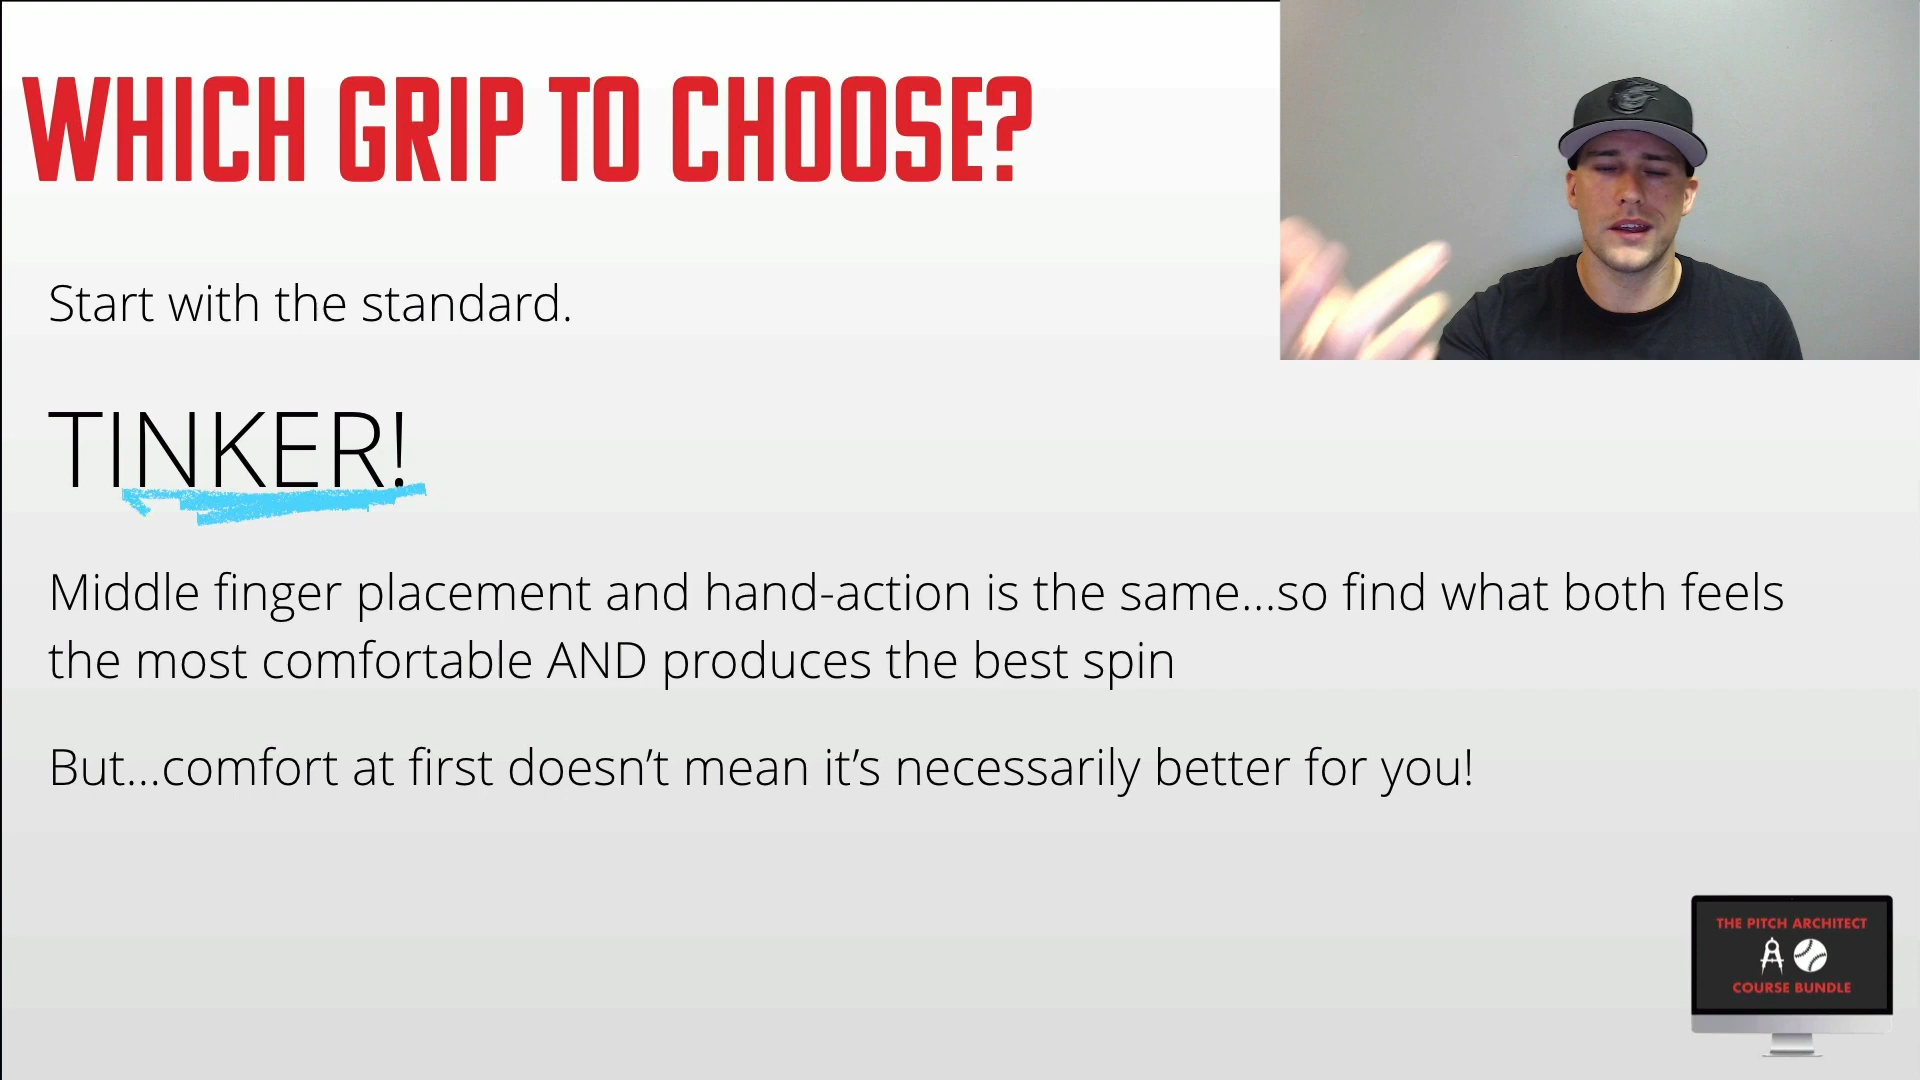 WHICH GRIP TO CHOOSE?
Start with the standard.
TINKER!
Middle finger placement and hand-action is the same...so find what both feels
the most comfortable AND produces the best spin
But...comfort at first doesn’t mean it’s necessarily better for you!
THE PITCH ARCHITECT
COURSE BUNDLE